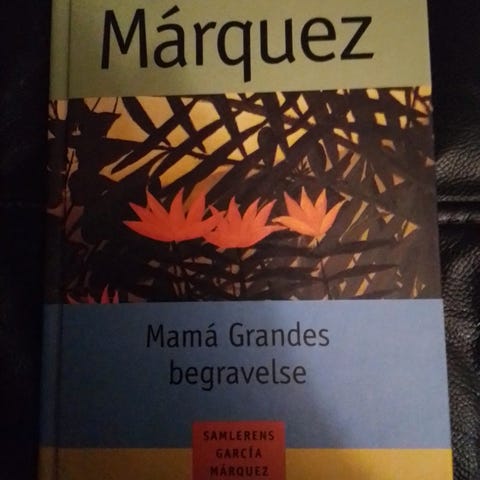 Márquez
Mamá Grandes
begravelse
SAMLERENS
GARCÍA
MÁRQUEZ